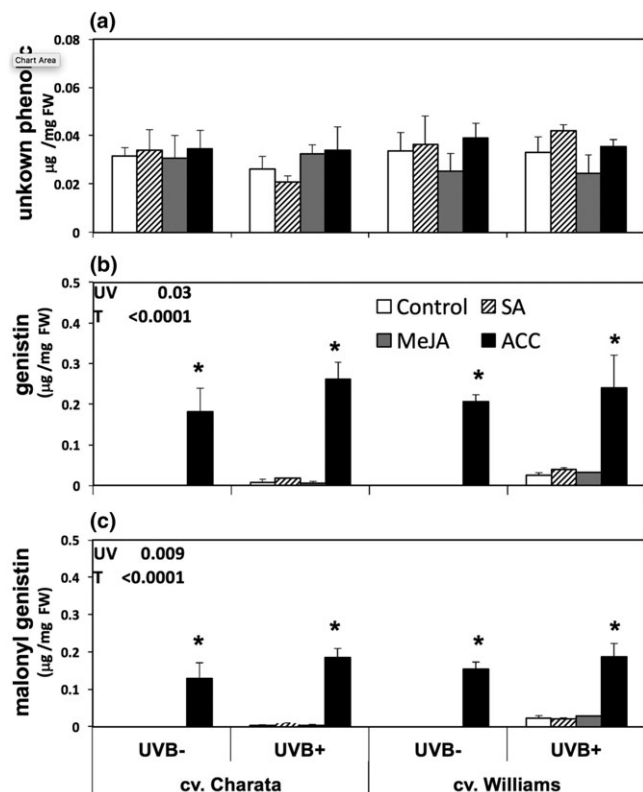 (a)
0.08
0.06
0.04
0.02
0
unkown phenolic
µg /mg FW
Chart Area
(b)
0.5
0.4
0.3
0.2
0.1
0
genistin
(µg /mg FW)
UV 0.03
T <0.0001
Control SA
MeJA ACC
* * * *
(c)
0.5
0.4
0.3
0.2
0.1
0
malonyl genistin
(µg /mg FW)
UV 0.009
T <0.0001
* * * *
UVB- UVB+ UVB- UVB+
cv. Charata cv. Williams